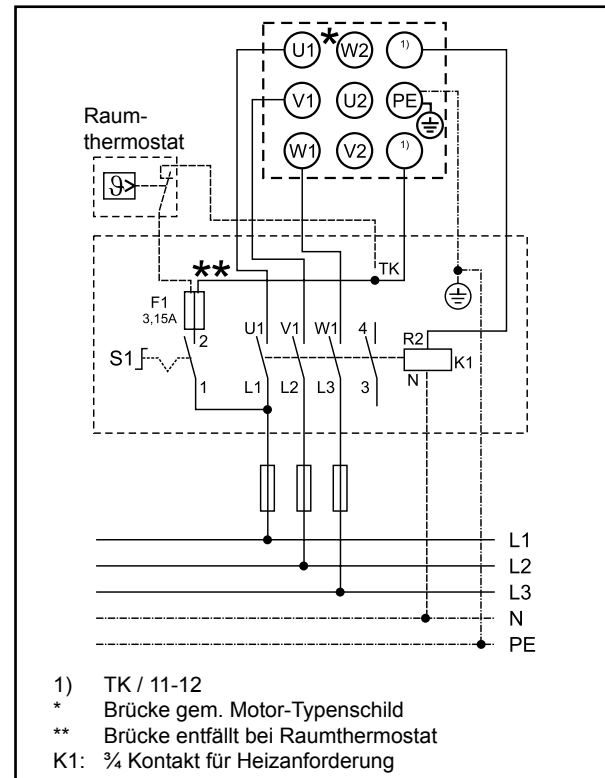 U1 * W2 1)
Raum-
thermostat
V1 U2 PE
W1 V2 1)
ϑ>
**
TK
F1
3,15A
2 U1 V1 W1 4 R2
S1 K1
1 L1 L2 L3 3 N
L1
L2
L3
N
PE
1) TK / 11-12
* Brücke gem. Motor-Typenschild
** Brücke entfällt bei Raumthermostat
K1: ¾ Kontakt für Heizanforderung